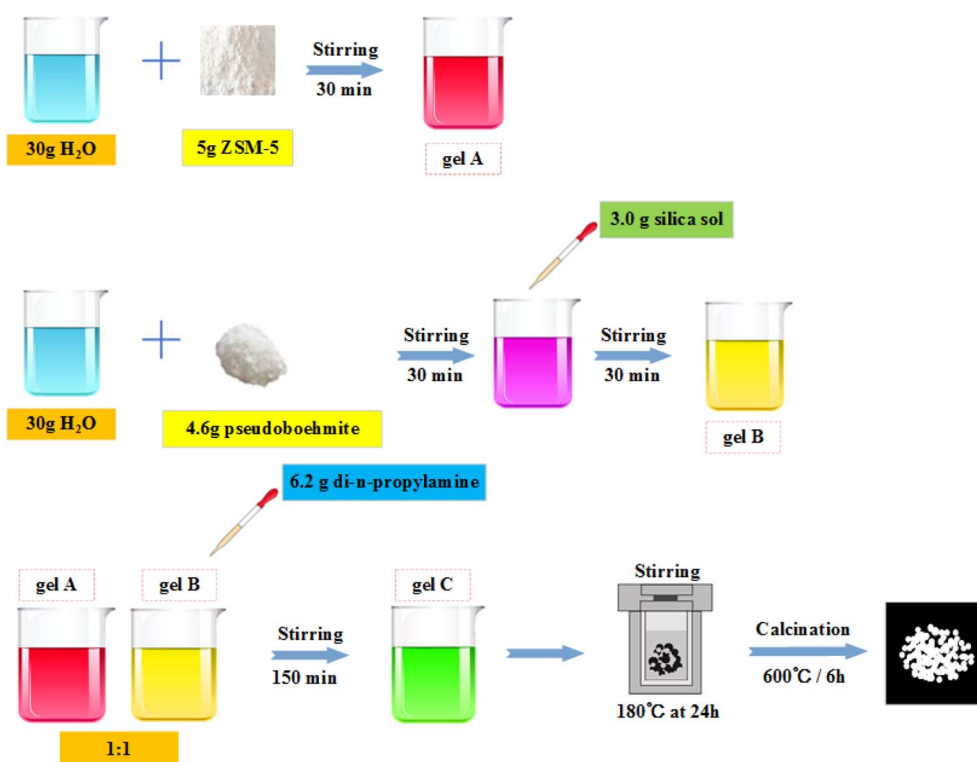 Stirring
30 min
30g H₂O
5g ZSM-5
gel A
3.0 g silica sol
Stirring
30 min
Stirring
30 min
30g H₂O
4.6g pseudoboehmite
gel B
6.2 g di-n-propylamine
gel A
gel B
Stirring
150 min
gel C
Stirring
180℃ at 24h
Calcination
600℃ / 6h
1:1